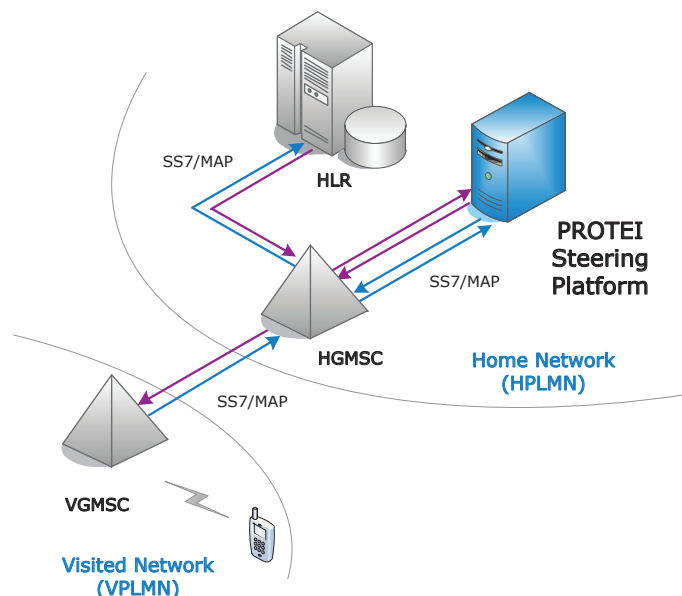 SS7/MAP
HLR
PROTEI
Steering
Platform
SS7/MAP
HGMSC
Home Network
(HPLMN)
SS7/MAP
VGMSC
Visited Network
(VPLMN)